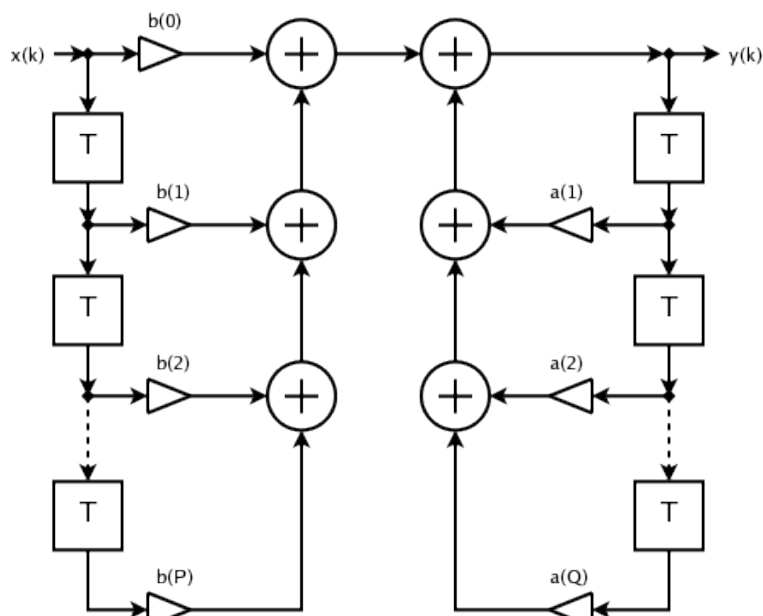 b(0)
x(k)
y(k)
T
T
b(1)
a(1)
T
T
b(2)
a(2)
T
T
b(P)
a(Q)